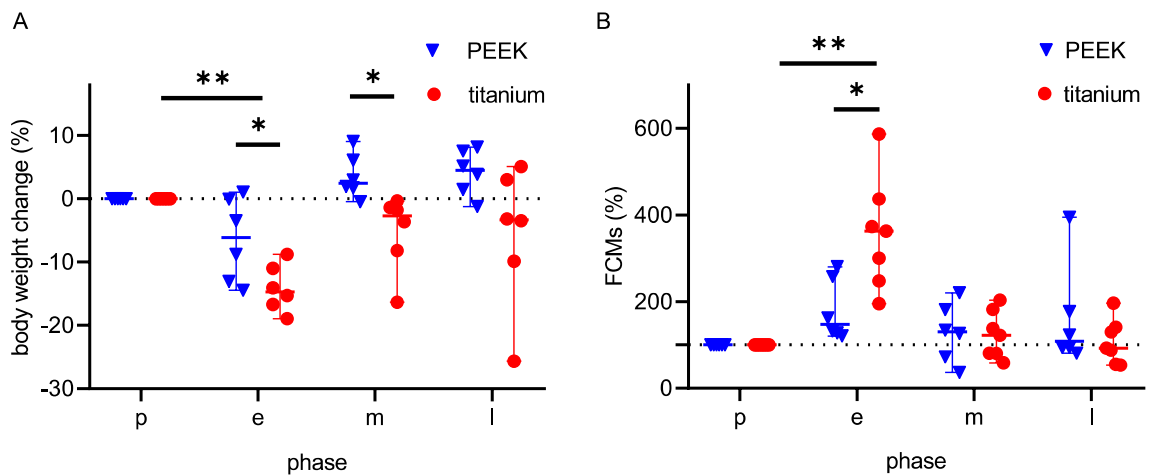 A
PEEK
titanium
**
*
*
body weight change (%)
10
0
-10
-20
-30
p
e
m
l
phase
B
PEEK
titanium
**
*
FCMs (%)
600
400
200
0
p
e
m
l
phase